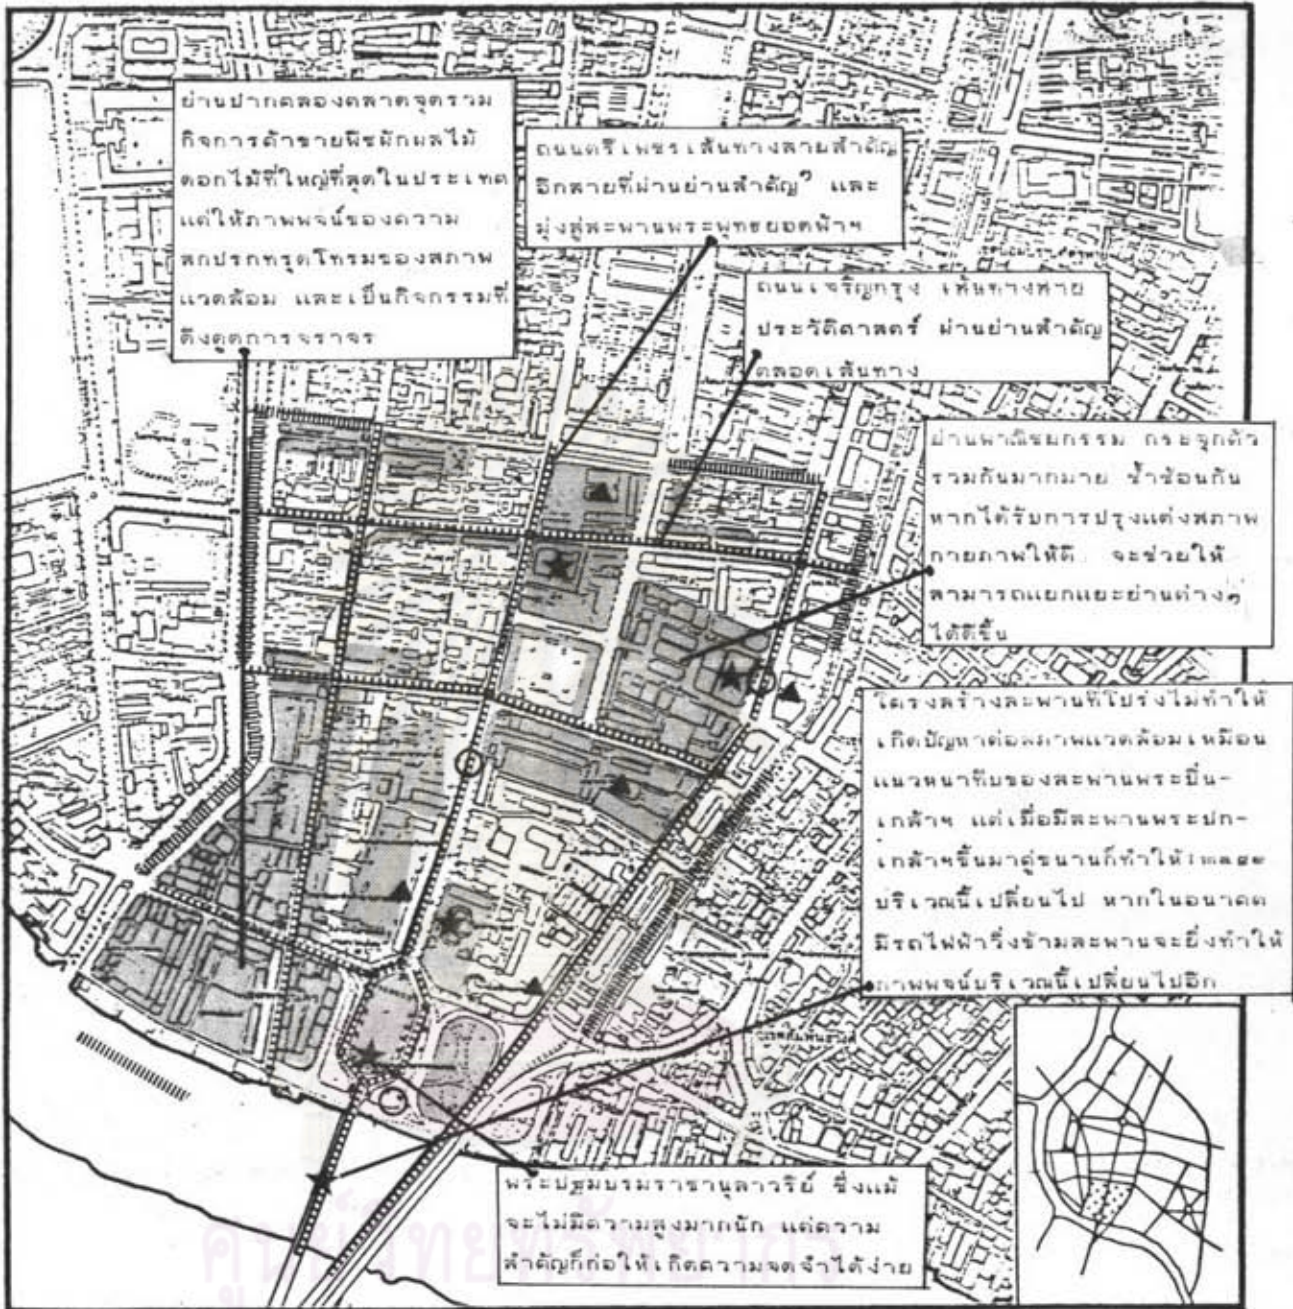 ย่านปากคลองตลาดจุดรวม
กิจการค้าขายพืชผักผลไม้
ดอกไม้ที่ใหญ่ที่สุดในประเทศ
แต่ให้ภาพพจน์ของความ
สกปรกทรุดโทรมของสภาพ
แวดล้อม และเป็นกิจกรรมที่
ดึงดูดการจราจร
ถนนตรีเพชรเส้นทางสายสำคัญ
อีกสายที่ผ่านย่านสำคัญๆ และ
มุ่งสู่สะพานพระพุทธยอดฟ้าฯ
ถนนเจริญกรุง เส้นทางสาย
ประวัติศาสตร์ ผ่านย่านสำคัญ
ตลอดเส้นทาง
ย่านพาณิชยกรรม กระจุกตัว
รวมกันมากมาย ซ้ำซ้อนกัน
หากได้รับการปรุงแต่งสภาพ
กายภาพให้ดี จะช่วยให้
สามารถแยกแยะย่านต่างๆ
ได้ดีขึ้น
โครงสร้างสะพานที่โปร่งไม่ทำให้
เกิดปัญหาต่อสภาพแวดล้อมเหมือน
แนวหนาทึบของสะพานพระปิ่น-
เกล้าฯ แต่เมื่อมีสะพานพระปก-
เกล้าฯขึ้นมาคู่ขนานก็ทำให้
บริเวณนี้เปลี่ยนไป หากในอนาคต
มีรถไฟฟ้าวิ่งข้ามสะพานจะยิ่งทำให้
ภาพพจน์บริเวณนี้เปลี่ยนไปอีก
พระปฐมบรมราชานุสาวรีย์ ซึ่งแม้
จะไม่มีความสูงมากนัก แต่ความ
สำคัญก็ก่อให้เกิดความจดจำได้ง่าย
ศูนย์วิทยทรัพยากร